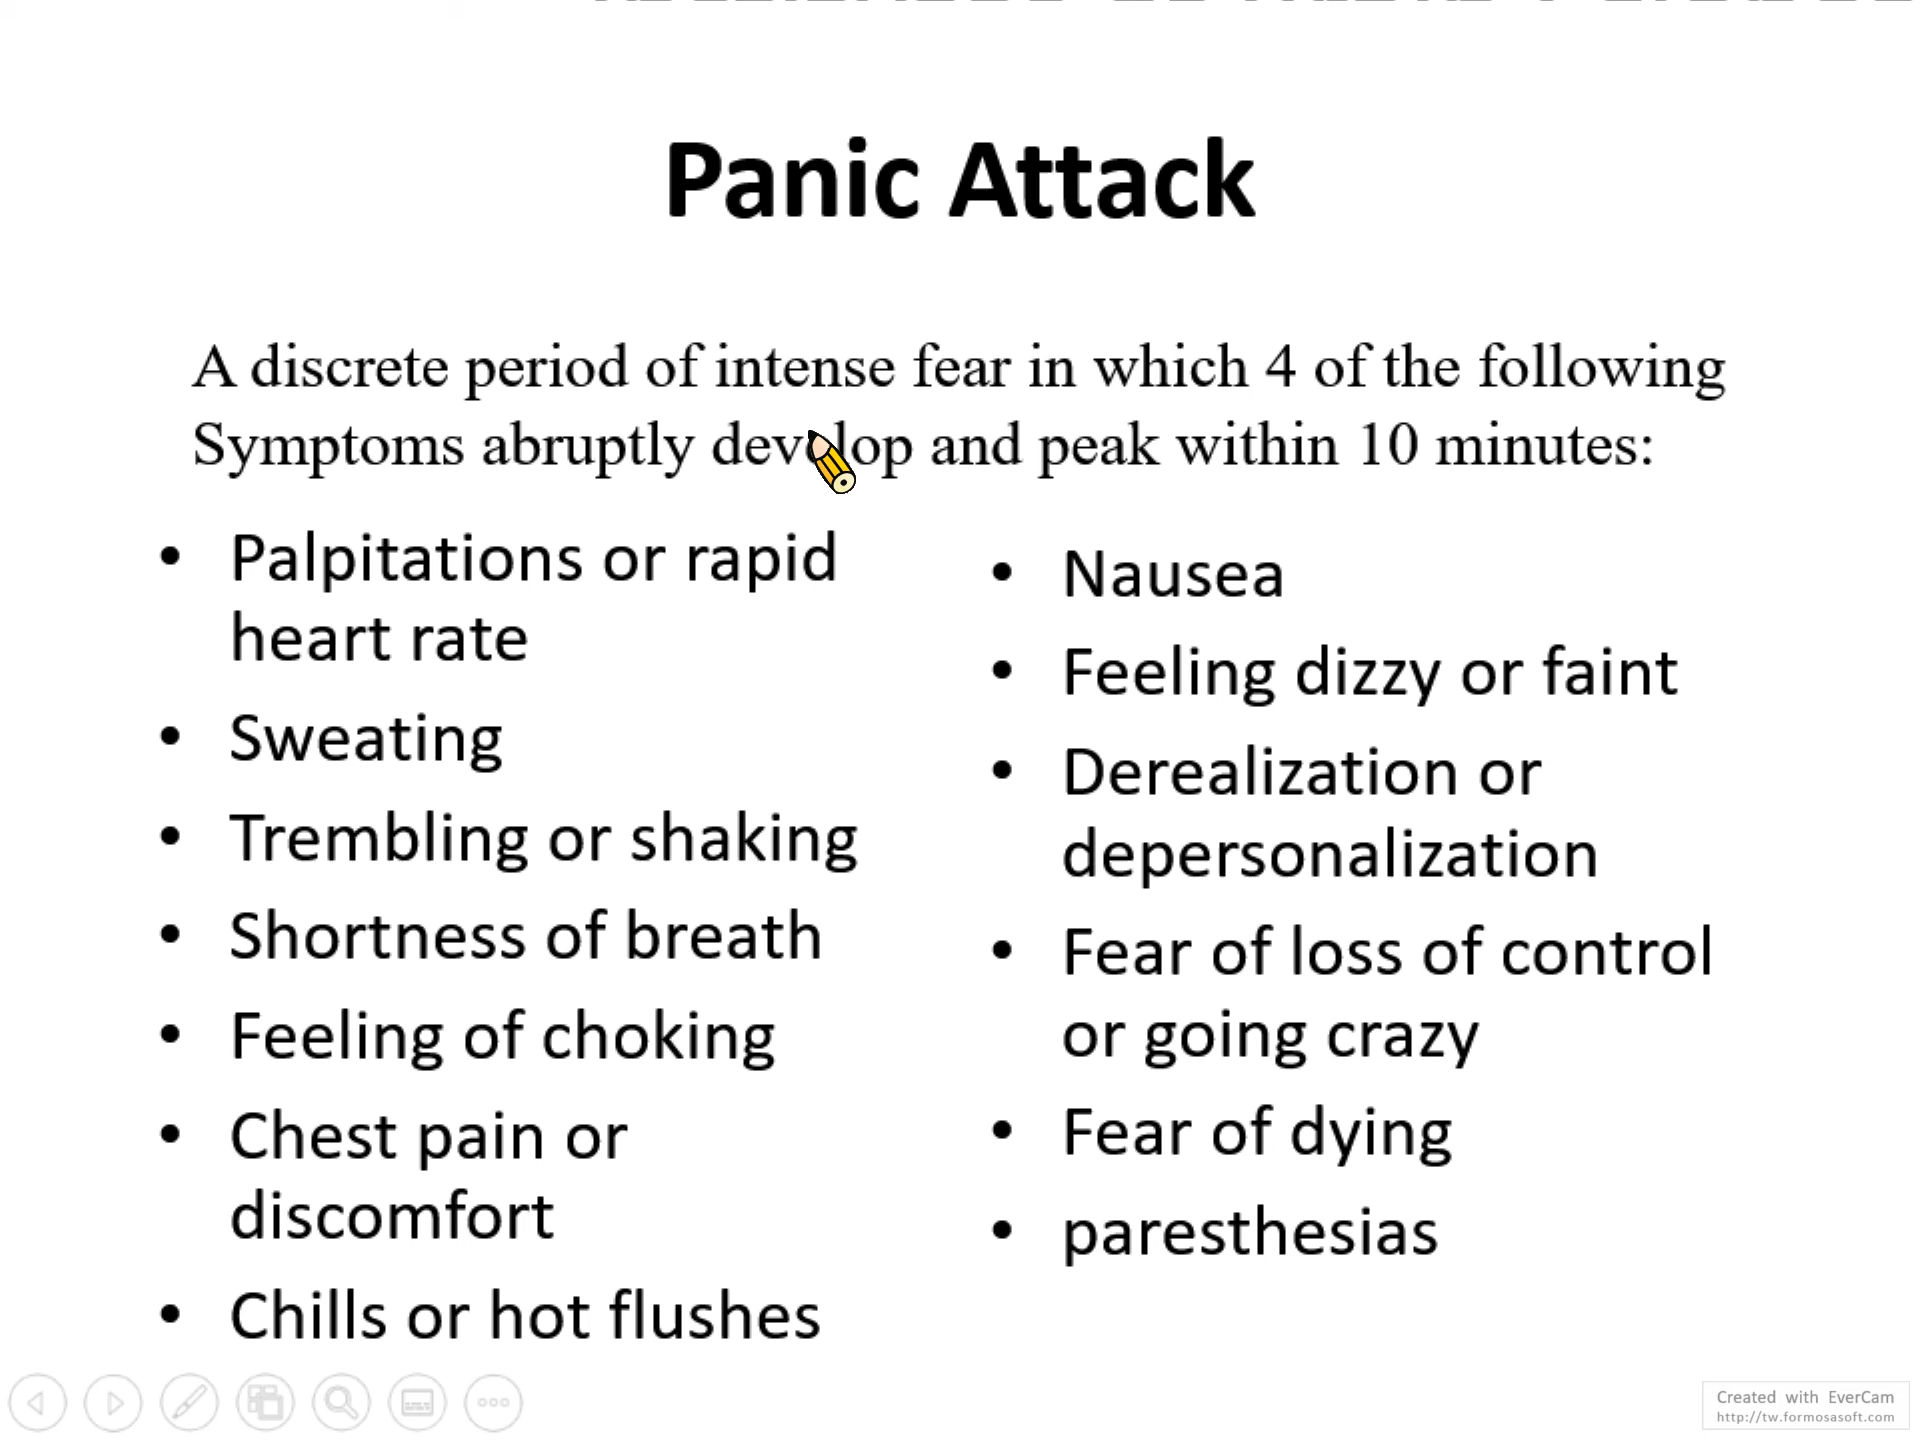 Panic Attack
A discrete period of intense fear in which 4 of the following
Symptoms abruptly develop and peak within 10 minutes:
• Palpitations or rapid
heart rate
• Sweating
• Trembling or shaking
• Shortness of breath
• Feeling of choking
• Chest pain or
discomfort
• Chills or hot flushes
• Nausea
• Feeling dizzy or faint
• Derealization or
depersonalization
• Fear of loss of control
or going crazy
• Fear of dying
• paresthesias
Created with EverCam
http://tw.formosasoft.com